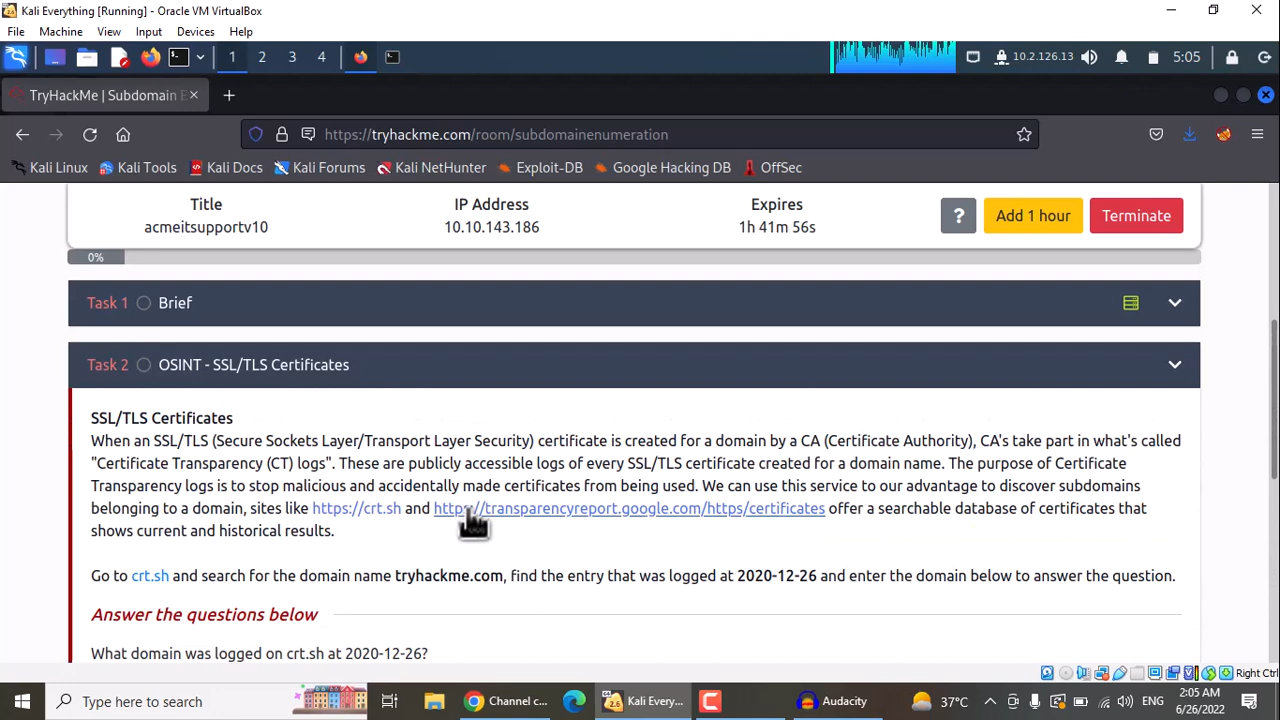 Kali Everything [Running] - Oracle VM VirtualBox
File Machine View Input Devices Help
1 2 3 4 10.2.126.13 5:05
TryHackMe | Subdomain E
https://tryhackme.com/room/subdomainenumeration
Kali Linux Kali Tools Kali Docs Kali Forums Kali NetHunter Exploit-DB Google Hacking DB OffSec
Title IP Address Expires
acmeitsupportv10 10.10.143.186 1h 41m 56s
? Add 1 hour Terminate
0%
Task 1 Brief
Task 2 OSINT - SSL/TLS Certificates
SSL/TLS Certificates
When an SSL/TLS (Secure Sockets Layer/Transport Layer Security) certificate is created for a domain by a CA (Certificate Authority), CA's take part in what's called
"Certificate Transparency (CT) logs". These are publicly accessible logs of every SSL/TLS certificate created for a domain name. The purpose of Certificate
Transparency logs is to stop malicious and accidentally made certificates from being used. We can use this service to our advantage to discover subdomains
belonging to a domain, sites like https://crt.sh and https://transparencyreport.google.com/https/certificates offer a searchable database of certificates that
shows current and historical results.
Go to crt.sh and search for the domain name tryhackme.com, find the entry that was logged at 2020-12-26 and enter the domain below to answer the question.
Answer the questions below
What domain was logged on crt.sh at 2020-12-26?
Right Ctrl
Type here to search Channel c... Kali Every... Audacity 37°C ENG 2:05 AM
6/26/2022